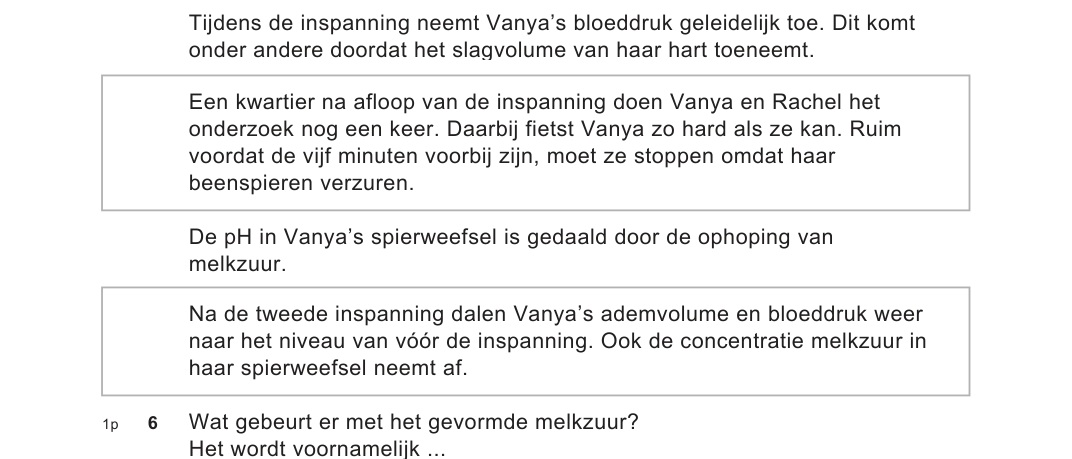 Tijdens de inspanning neemt Vanya’s bloeddruk geleidelijk toe. Dit komt
onder andere doordat het slagvolume van haar hart toeneemt.
Een kwartier na afloop van de inspanning doen Vanya en Rachel het
onderzoek nog een keer. Daarbij fietst Vanya zo hard als ze kan. Ruim
voordat de vijf minuten voorbij zijn, moet ze stoppen omdat haar
beenspieren verzuren.
De pH in Vanya’s spierweefsel is gedaald door de ophoping van
melkzuur.
Na de tweede inspanning dalen Vanya’s ademvolume en bloeddruk weer
naar het niveau van vóór de inspanning. Ook de concentratie melkzuur in
haar spierweefsel neemt af.
1p 6 Wat gebeurt er met het gevormde melkzuur?
Het wordt voornamelijk ...